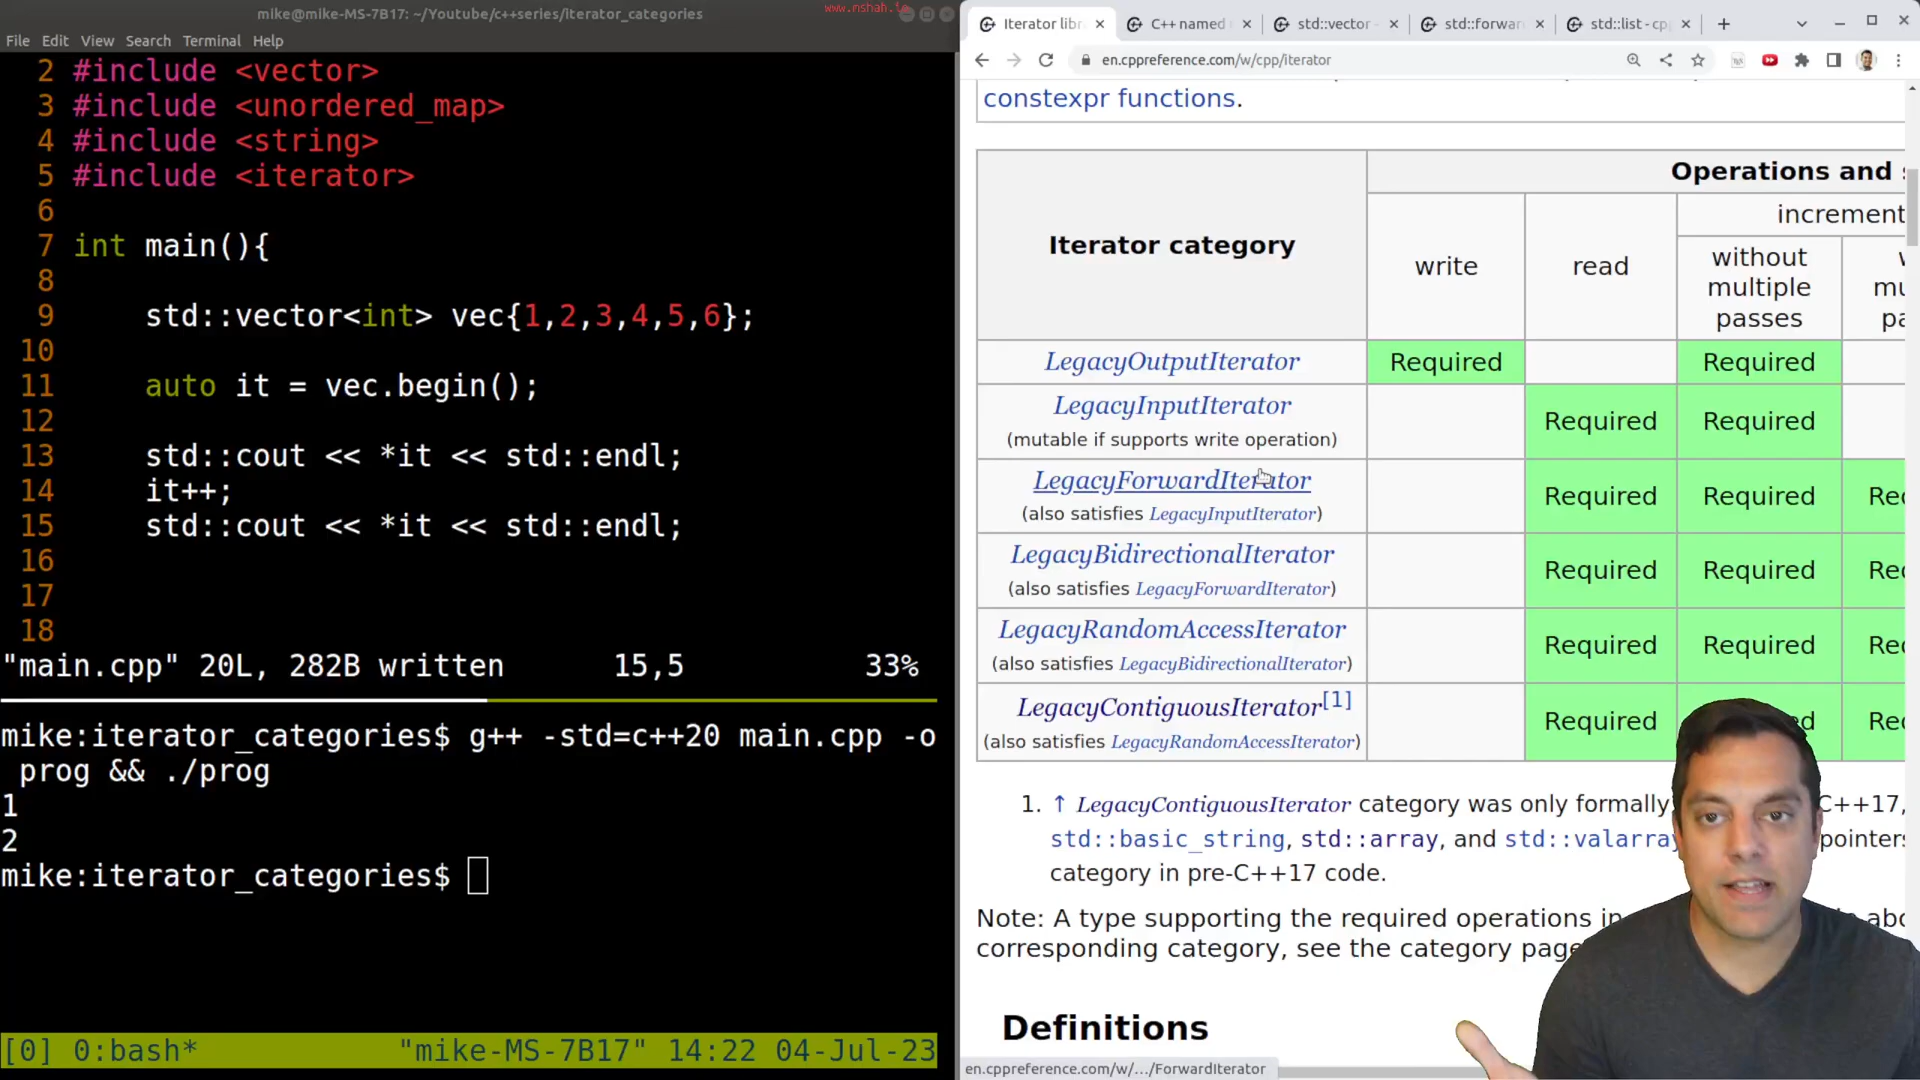 mike@mike-MS-7B17: ~/Youtube/c++series/iterator_categories
www.mshah.io
File Edit View Search Terminal Help
2 #include <vector>
3 #include <unordered_map>
4 #include <string>
5 #include <iterator>
6
7 int main(){
8
9 std::vector<int> vec{1,2,3,4,5,6};
10
11 auto it = vec.begin();
12
13 std::cout << *it << std::endl;
14 it++;
15 std::cout << *it << std::endl;
16
17
18
"main.cpp" 20L, 282B written 15,5 33%
mike:iterator_categories$ g++ -std=c++20 main.cpp -o
prog && ./prog
1
2
mike:iterator_categories$
[0] 0:bash* "mike-MS-7B17" 14:22 04-Jul-23
Iterator libr
C++ named
std::vector -
std::forwar
std::list - cpp
en.cppreference.com/w/cpp/iterator
constexpr functions.
Iterator category
Operations and
write
read
increment
without
multiple
passes
LegacyOutputIterator Required Required
LegacyInputIterator
(mutable if supports write operation)
Required Required
LegacyForwardIterator
(also satisfies LegacyInputIterator)
Required Required Re
LegacyBidirectionalIterator
(also satisfies LegacyForwardIterator)
Required Required Re
LegacyRandomAccessIterator
(also satisfies LegacyBidirectionalIterator)
Required Required Re
LegacyContiguousIterator[1]
(also satisfies LegacyRandomAccessIterator)
Required Re
1. ↑ LegacyContiguousIterator category was only formally C++17,
std::basic_string, std::array, and std::valarray pointers
category in pre-C++17 code.
Note: A type supporting the required operations in
corresponding category, see the category page
Definitions
en.cppreference.com/w/.../ForwardIterator